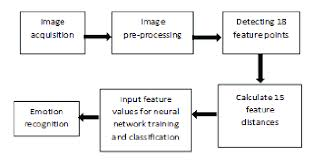 Image
acquisition
Image
pre-processing
Detecting 18
feature points
Calculate 15
feature
distances
Input feature
values for neural
network training
and classification
Emotion
recognition